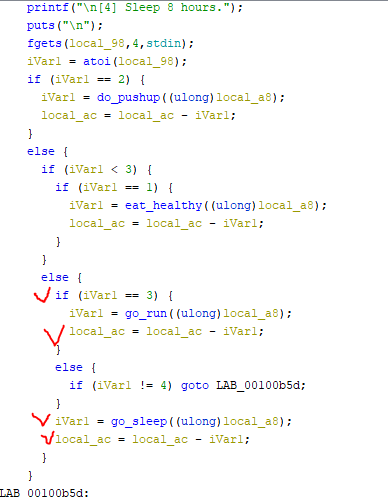 printf("\n[4] Sleep 8 hours.");
puts("\n");
fgets(local_98,4,stdin);
iVar1 = atoi(local_98);
if (iVar1 == 2) {
iVar1 = do_pushup((ulong)local_a8);
local_ac = local_ac - iVar1;
}
else {
if (iVar1 < 3) {
if (iVar1 == 1) {
iVar1 = eat_healthy((ulong)local_a8);
local_ac = local_ac - iVar1;
}
}
else {
if (iVar1 == 3) {
iVar1 = go_run((ulong)local_a8);
local_ac = local_ac - iVar1;
}
else {
if (iVar1 != 4) goto LAB_00100b5d;
}
iVar1 = go_sleep((ulong)local_a8);
local_ac = local_ac - iVar1;
}
}
LAB_00100b5d: